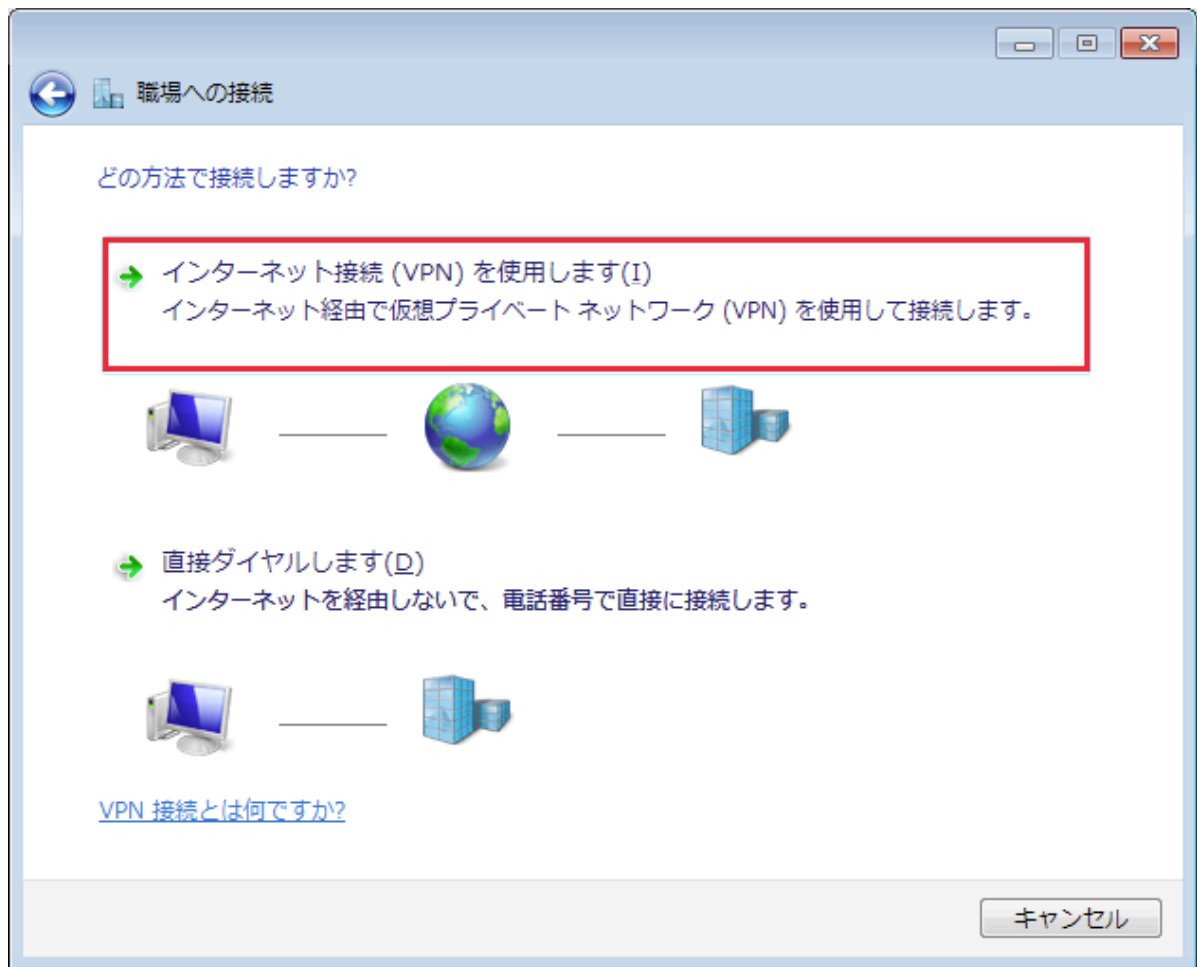 職場への接続
どの方法で接続しますか?
インターネット接続 (VPN) を使用します(I)
インターネット経由で仮想プライベート ネットワーク (VPN) を使用して接続します。
直接ダイヤルします(D)
インターネットを経由しないで、電話番号で直接に接続します。
VPN 接続とは何ですか?
キャンセル